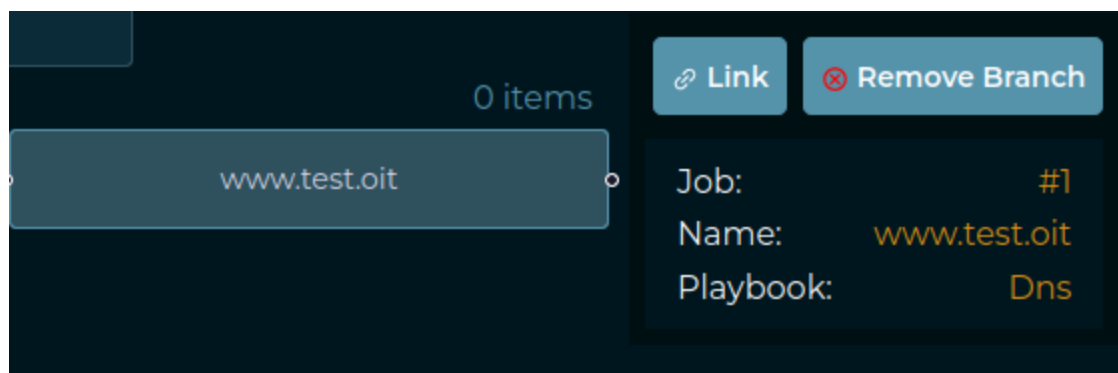 0 items
www.test.oit
Link
Remove Branch
Job: #1
Name: www.test.oit
Playbook: Dns